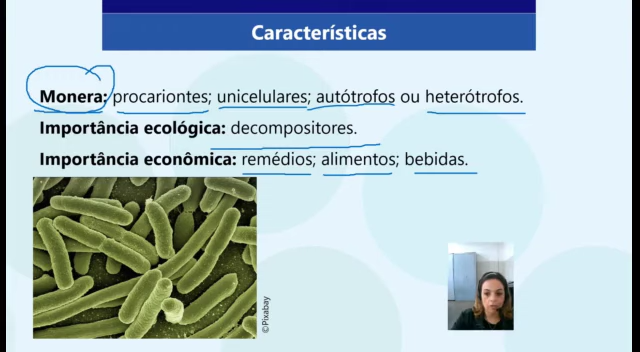 Características
Monera: procariontes; unicelulares; autótrofos ou heterótrofos.
Importância ecológica: decompositores.
Importância econômica: remédios; alimentos; bebidas.
©Pixabay